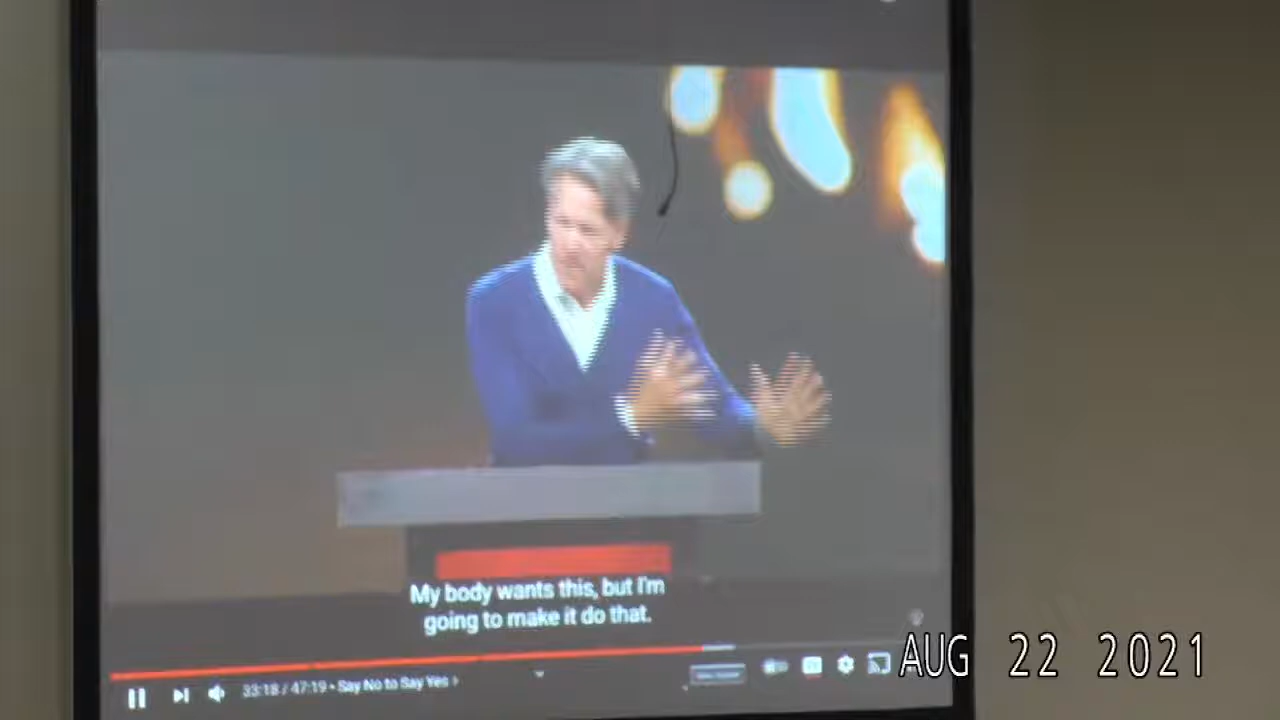 My body wants this, but I'm
going to make it do that.
33:18 / 47:19 • Say No to Say Yes ›
AUG 22 2021